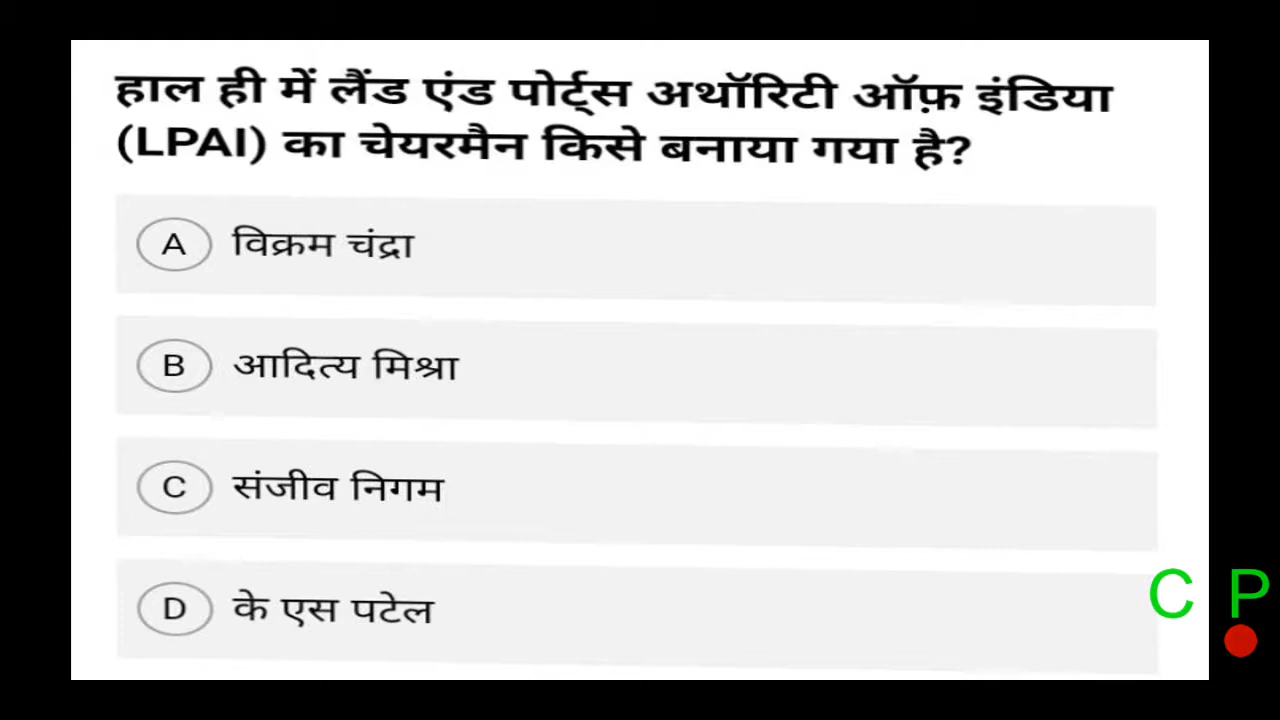 हाल ही में लैंड एंड पोर्ट्स अथॉरिटी ऑफ़ इंडिया
(LPAI) का चेयरमैन किसे बनाया गया है?
A विक्रम चंद्रा
B आदित्य मिश्रा
C संजीव निगम
D के एस पटेल
C P